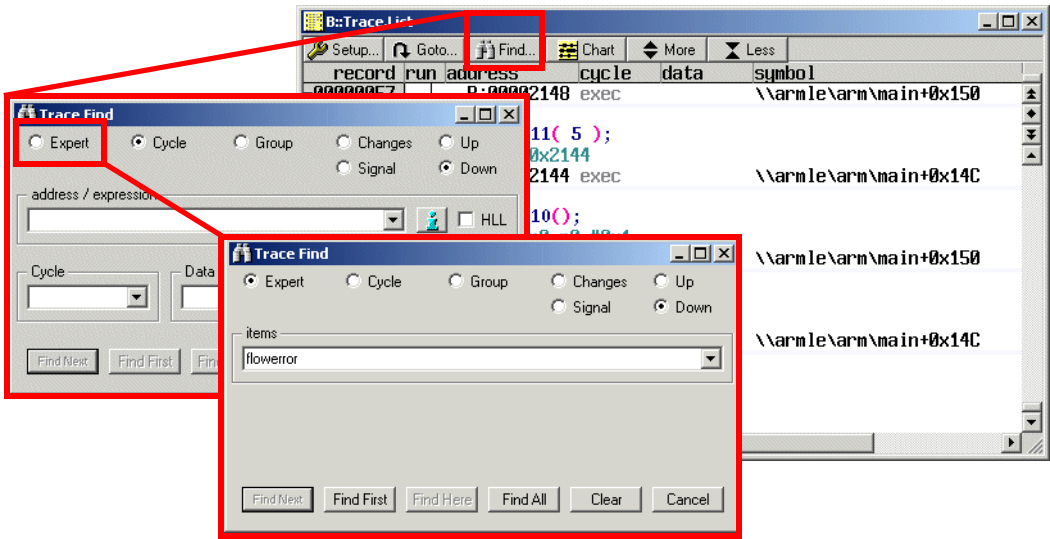 B::Trace.List
Setup... Goto... Find... Chart More Less
record run address cycle data symbol
2148 exec \\armle\arm\main+0x150
11( 5 );
0x2144
2144 exec \\armle\arm\main+0x14C
10();
\\armle\arm\main+0x150
\\armle\arm\main+0x14C
Trace Find
Expert Cycle Group Changes Up
Signal Down
address / expression
HLL
Cycle Data
Find Next Find First Fin
Trace Find
Expert Cycle Group Changes Up
Signal Down
items
flowerror
Find Next Find First Find Here Find All Clear Cancel